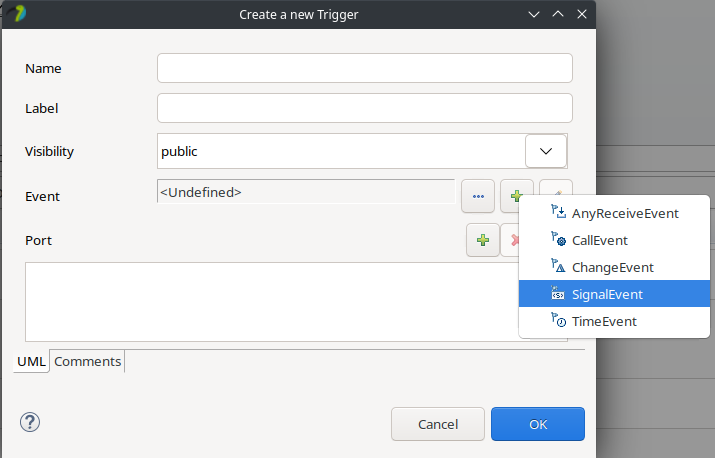 Create a new Trigger
Name
Label
Visibility
public
Event
<Undefined>
...
AnyReceiveEvent
CallEvent
ChangeEvent
SignalEvent
TimeEvent
Port
UML
Comments
?
Cancel
OK